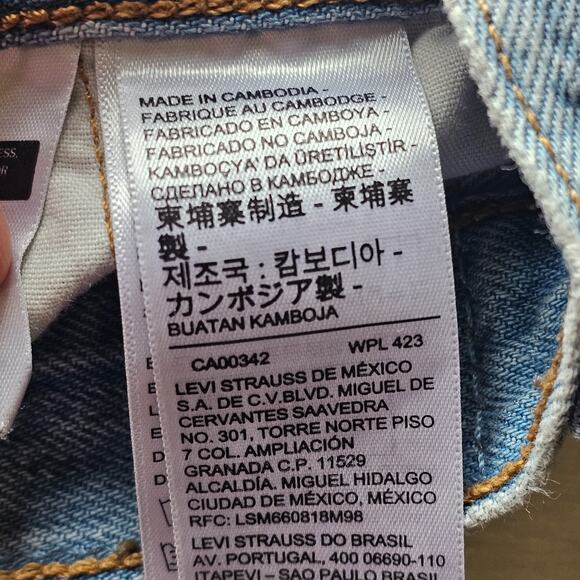 MADE IN CAMBODIA -
FABRIQUE AU CAMBODGE -
FABRICADO EN CAMBOYA -
FABRICADO NO CAMBOJA -
KAMBOÇYA' DA ÜRETILISTIR -
СДЕЛАНО В КАМБОДЖЕ -
柬埔寨制造 - 柬埔寨
製 -
제조국 : 캄보디아 -
カンボジア製 -
BUATAN KAMBOJA
CA00342 WPL 423
LEVI STRAUSS DE MÉXICO
S.A. DE C.V.BLVD. MIGUEL DE
CERVANTES SAAVEDRA
NO. 301, TORRE NORTE PISO
7 COL. AMPLIACIÓN
GRANADA C.P. 11529
ALCALDÍA. MIGUEL HIDALGO
CIUDAD DE MÉXICO, MÉXICO
RFC: LSM660818M98
LEVI STRAUSS DO BRASIL
AV. PORTUGAL, 400 06690-110
ITAPEVI – SAO PAULO BRASIL